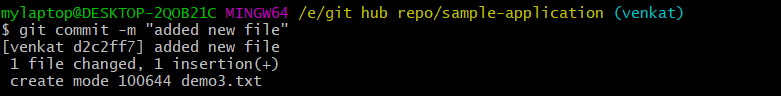 mylaptop@DESKTOP-2QOB21C MINGW64 /e/git hub repo/sample-application (venkat)
$ git commit -m "added new file"
[venkat d2c2ff7] added new file
 1 file changed, 1 insertion(+)
 create mode 100644 demo3.txt